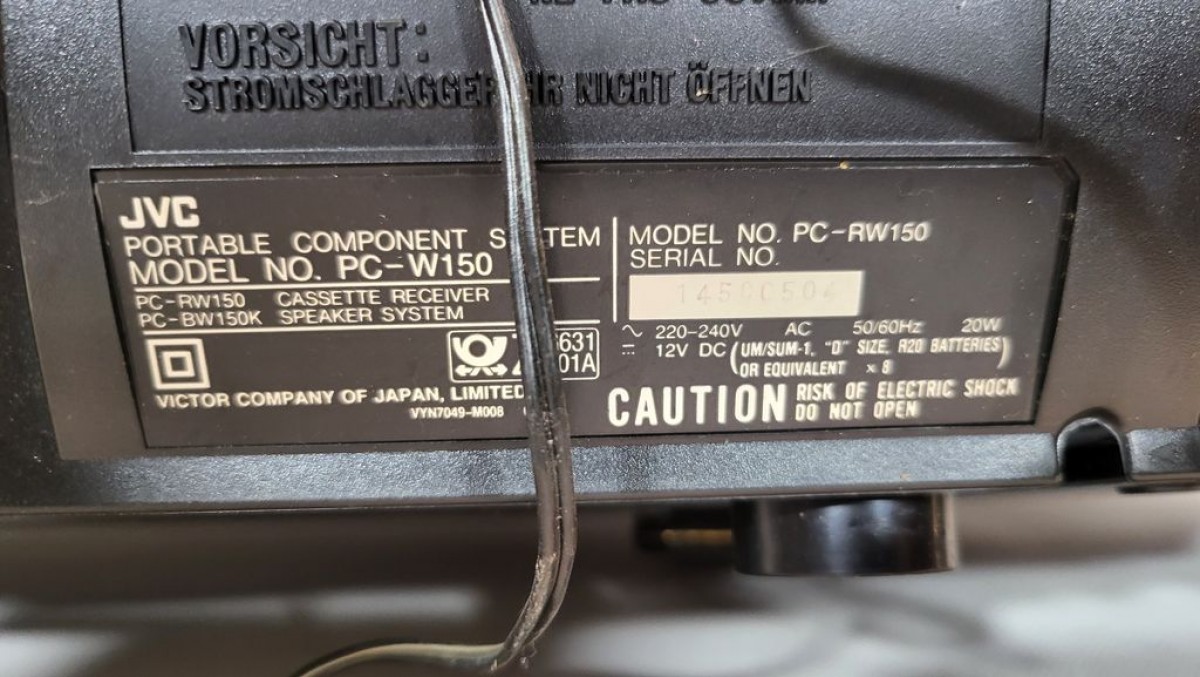 VORSICHT:
NICHT ÖFFNEN
JVC
PORTABLE COMPONENT
MODEL NO. PC-W150
PC-RW150 CASSETTE RECEIVER
PC-BW150K SPEAKER SYSTEM
VICTOR COMPANY OF JAPAN, LIMITED
VYN7049-M008
MODEL NO. PC-RW150
SERIAL NO.
~ 220-240V AC 50/60Hz 20W
⎓ 12V DC (UM/SUM-1, "D" SIZE, R20 BATTERIES)
OR EQUIVALENT × 8
CAUTION RISK OF ELECTRIC SHOCK
DO NOT OPEN